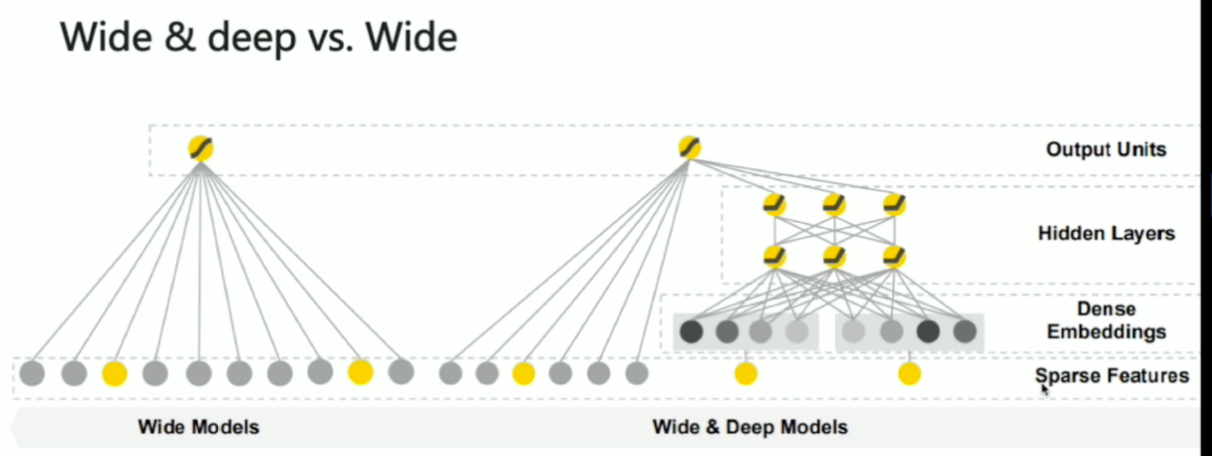 Wide & deep vs. Wide
Output Units
Hidden Layers
Dense
Embeddings
Sparse Features
Wide Models
Wide & Deep Models